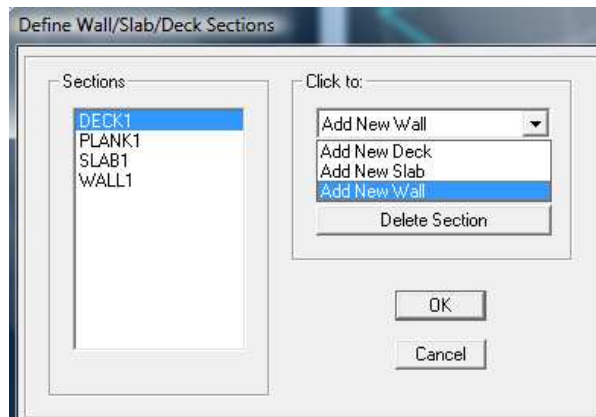 Define Wall/Slab/Deck Sections
Sections
DECK1
PLANK1
SLAB1
WALL1
Click to:
Add New Wall
Add New Deck
Add New Slab
Add New Wall
Delete Section
OK
Cancel